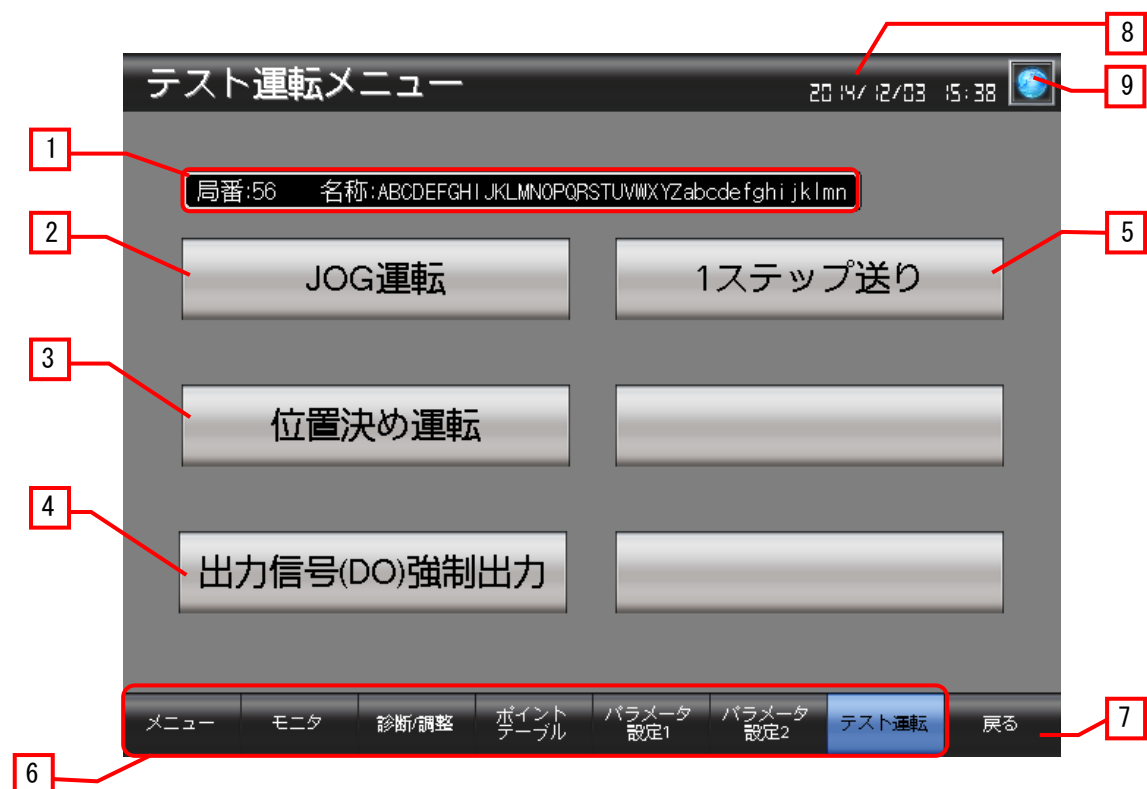 8
テスト運転メニュー
2014/12/03 15:38
9
1
局番:56 名称:ABCDEFGHIJKLMNOPQRSTUVWXYZabcdefghijklmn
2
JOG運転
1ステップ送り
5
3
位置決め運転
4
出力信号(DO)強制出力
メニュー
モニタ
診断/調整
ポイント
テーブル
パラメータ
設定1
パラメータ
設定2
テスト運転
戻る
7
6